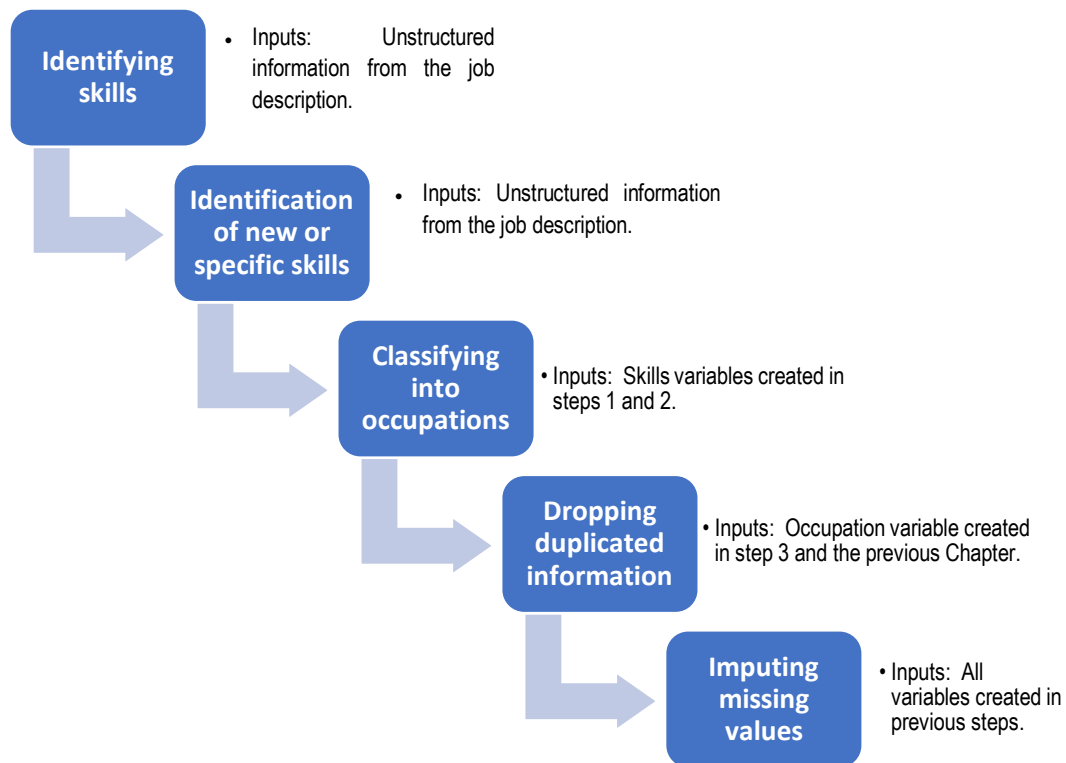 Identifying
skills
• Inputs: Unstructured
information from the job
description.
Identification
of new or
specific skills
• Inputs: Unstructured information
from the job description.
Classifying
into
occupations
• Inputs: Skills variables created in
steps 1 and 2.
Dropping
duplicated
information
• Inputs: Occupation variable created
in step 3 and the previous Chapter.
Imputing
missing
values
• Inputs: All
variables created in
previous steps.